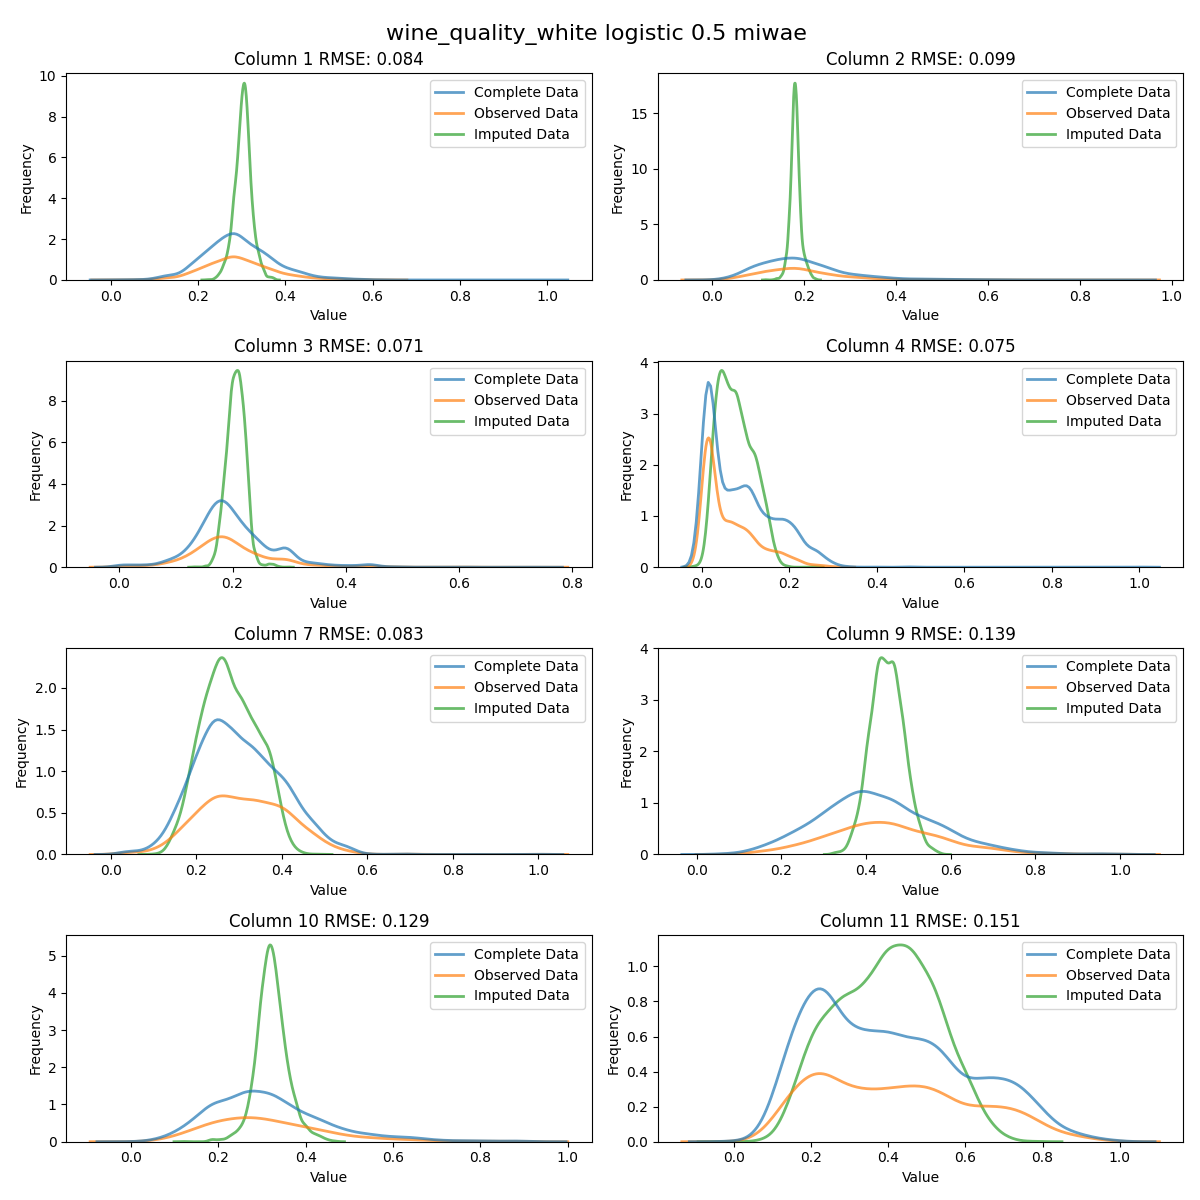 wine_quality_white logistic 0.5 miwae
Column 1 RMSE: 0.084
10
8
6
4
2
0
Frequency
0.0 0.2 0.4 0.6 0.8 1.0
Value
Complete Data
Observed Data
Imputed Data
Column 2 RMSE: 0.099
15
10
5
0
Frequency
0.0 0.2 0.4 0.6 0.8 1.0
Value
Complete Data
Observed Data
Imputed Data
Column 3 RMSE: 0.071
8
6
4
2
0
Frequency
0.0 0.2 0.4 0.6 0.8
Value
Complete Data
Observed Data
Imputed Data
Column 4 RMSE: 0.075
4
3
2
1
0
Frequency
0.0 0.2 0.4 0.6 0.8 1.0
Value
Complete Data
Observed Data
Imputed Data
Column 7 RMSE: 0.083
2.0
1.5
1.0
0.5
0.0
Frequency
0.0 0.2 0.4 0.6 0.8 1.0
Value
Complete Data
Observed Data
Imputed Data
Column 9 RMSE: 0.139
4
3
2
1
0
Frequency
0.0 0.2 0.4 0.6 0.8 1.0
Value
Complete Data
Observed Data
Imputed Data
Column 10 RMSE: 0.129
5
4
3
2
1
0
Frequency
0.0 0.2 0.4 0.6 0.8 1.0
Value
Complete Data
Observed Data
Imputed Data
Column 11 RMSE: 0.151
1.0
0.8
0.6
0.4
0.2
0.0
Frequency
0.0 0.2 0.4 0.6 0.8 1.0
Value
Complete Data
Observed Data
Imputed Data